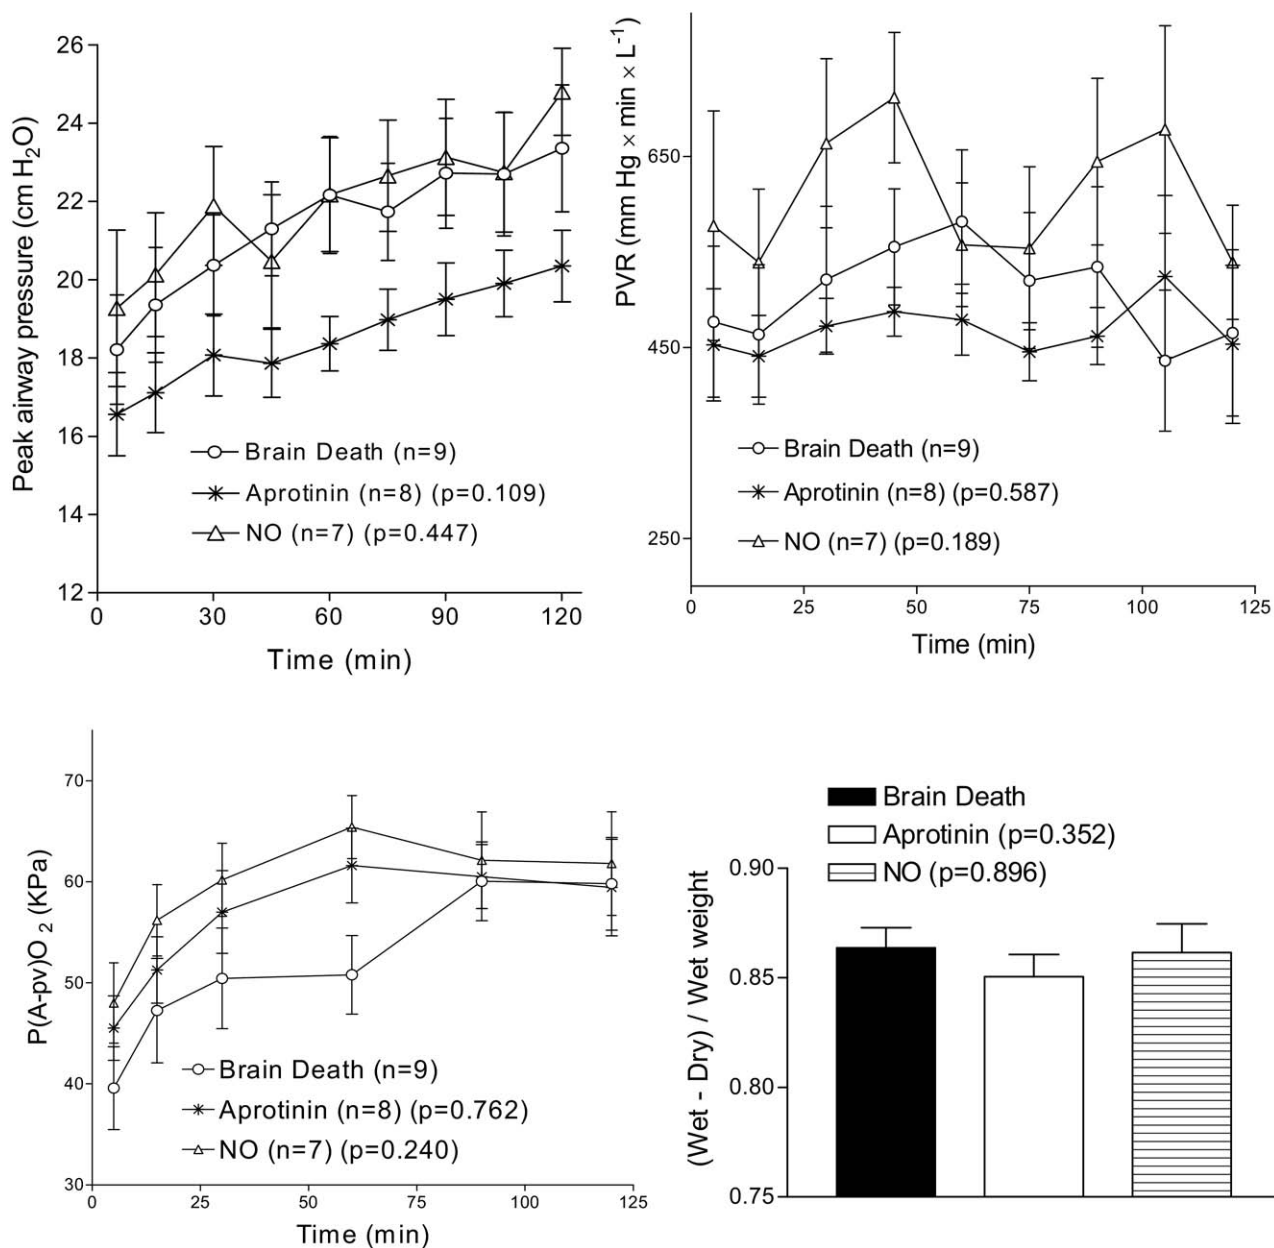 Peak airway pressure (cm H₂O)
26
24
22
20
18
16
14
12
0
30
60
90
120
Time (min)
Brain Death (n=9)
Aprotinin (n=8) (p=0.109)
NO (n=7) (p=0.447)
PVR (mm Hg × min × L⁻¹)
650
450
250
0
25
50
75
100
125
Time (min)
Brain Death (n=9)
Aprotinin (n=8) (p=0.587)
NO (n=7) (p=0.189)
P(A-pv)O₂ (KPa)
70
60
50
40
30
0
25
50
75
100
125
Time (min)
Brain Death (n=9)
Aprotinin (n=8) (p=0.762)
NO (n=7) (p=0.240)
Brain Death
Aprotinin (p=0.352)
NO (p=0.896)
(Wet - Dry) / Wet weight
0.90
0.85
0.80
0.75